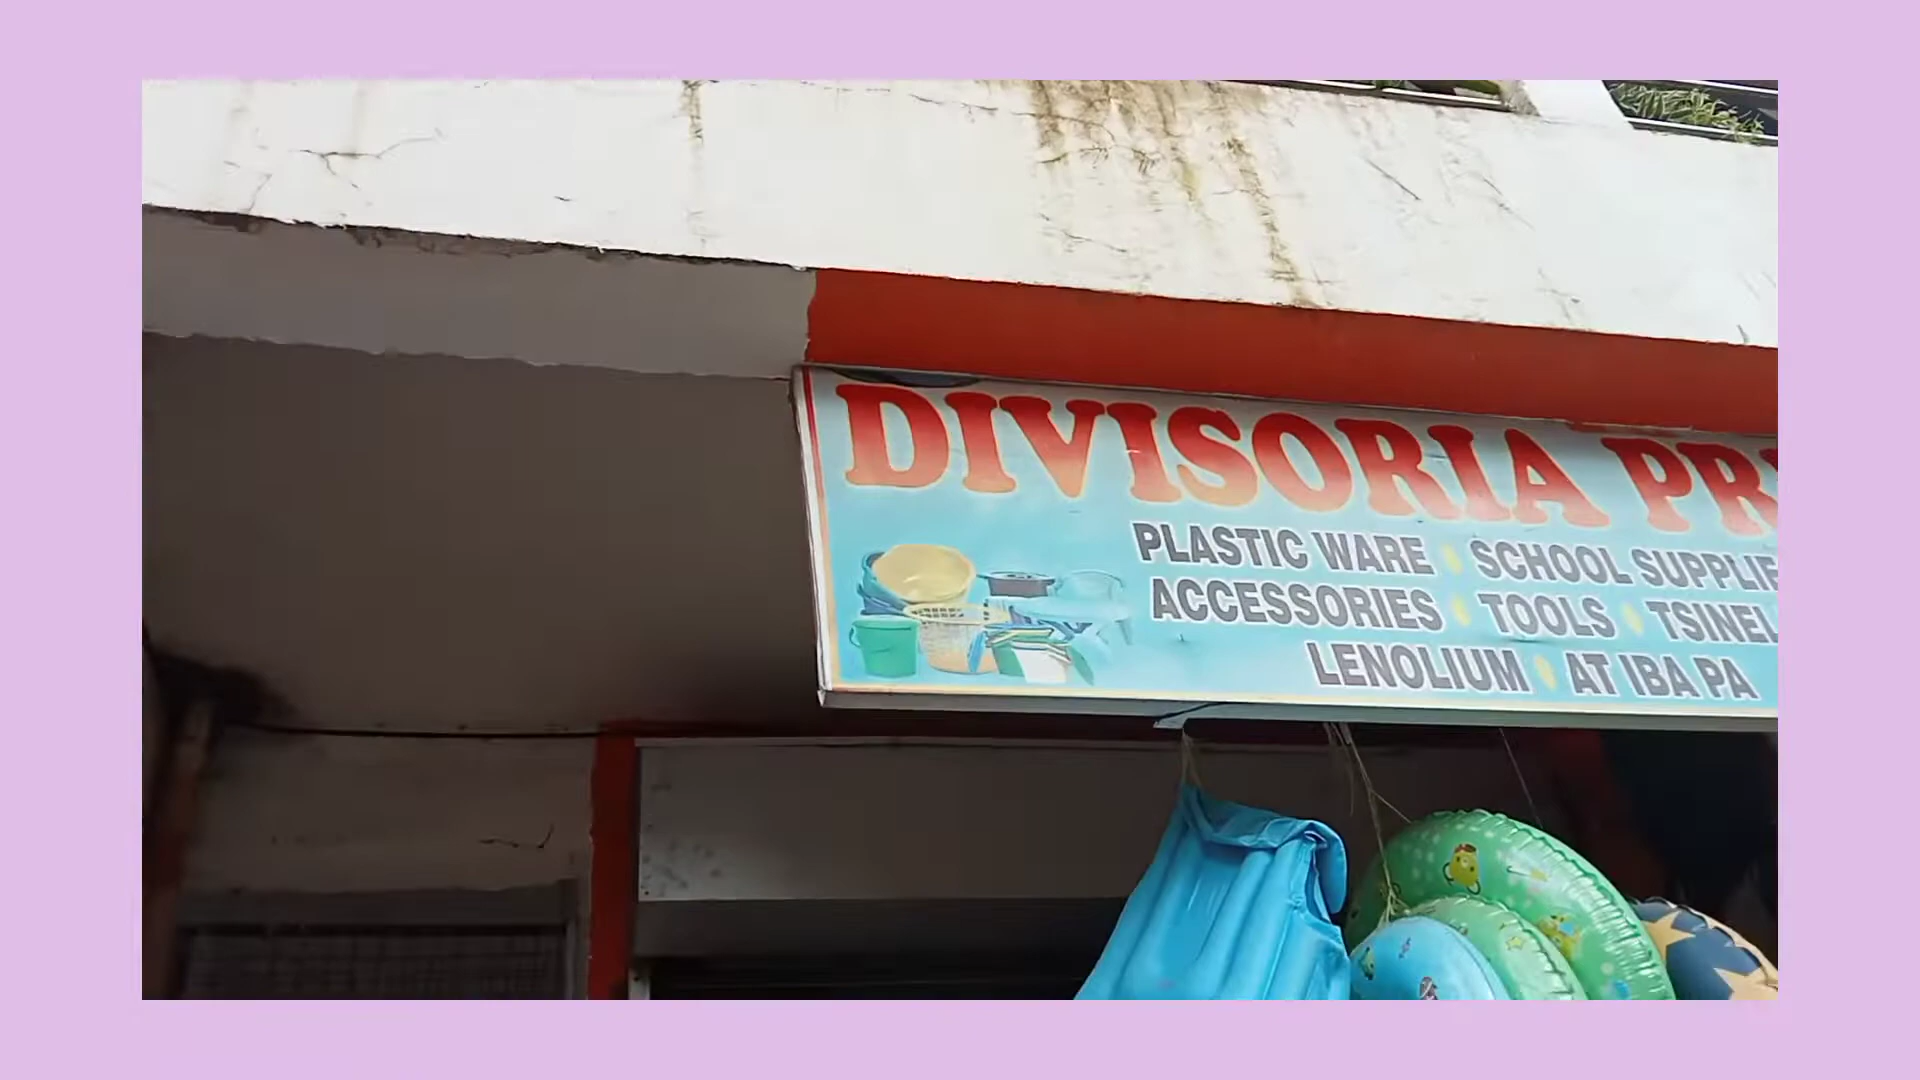 DIVISORIA
PLASTIC WARE SCHOOL
ACCESSORIES TOOLS
LENOLIUM AT IBA PA